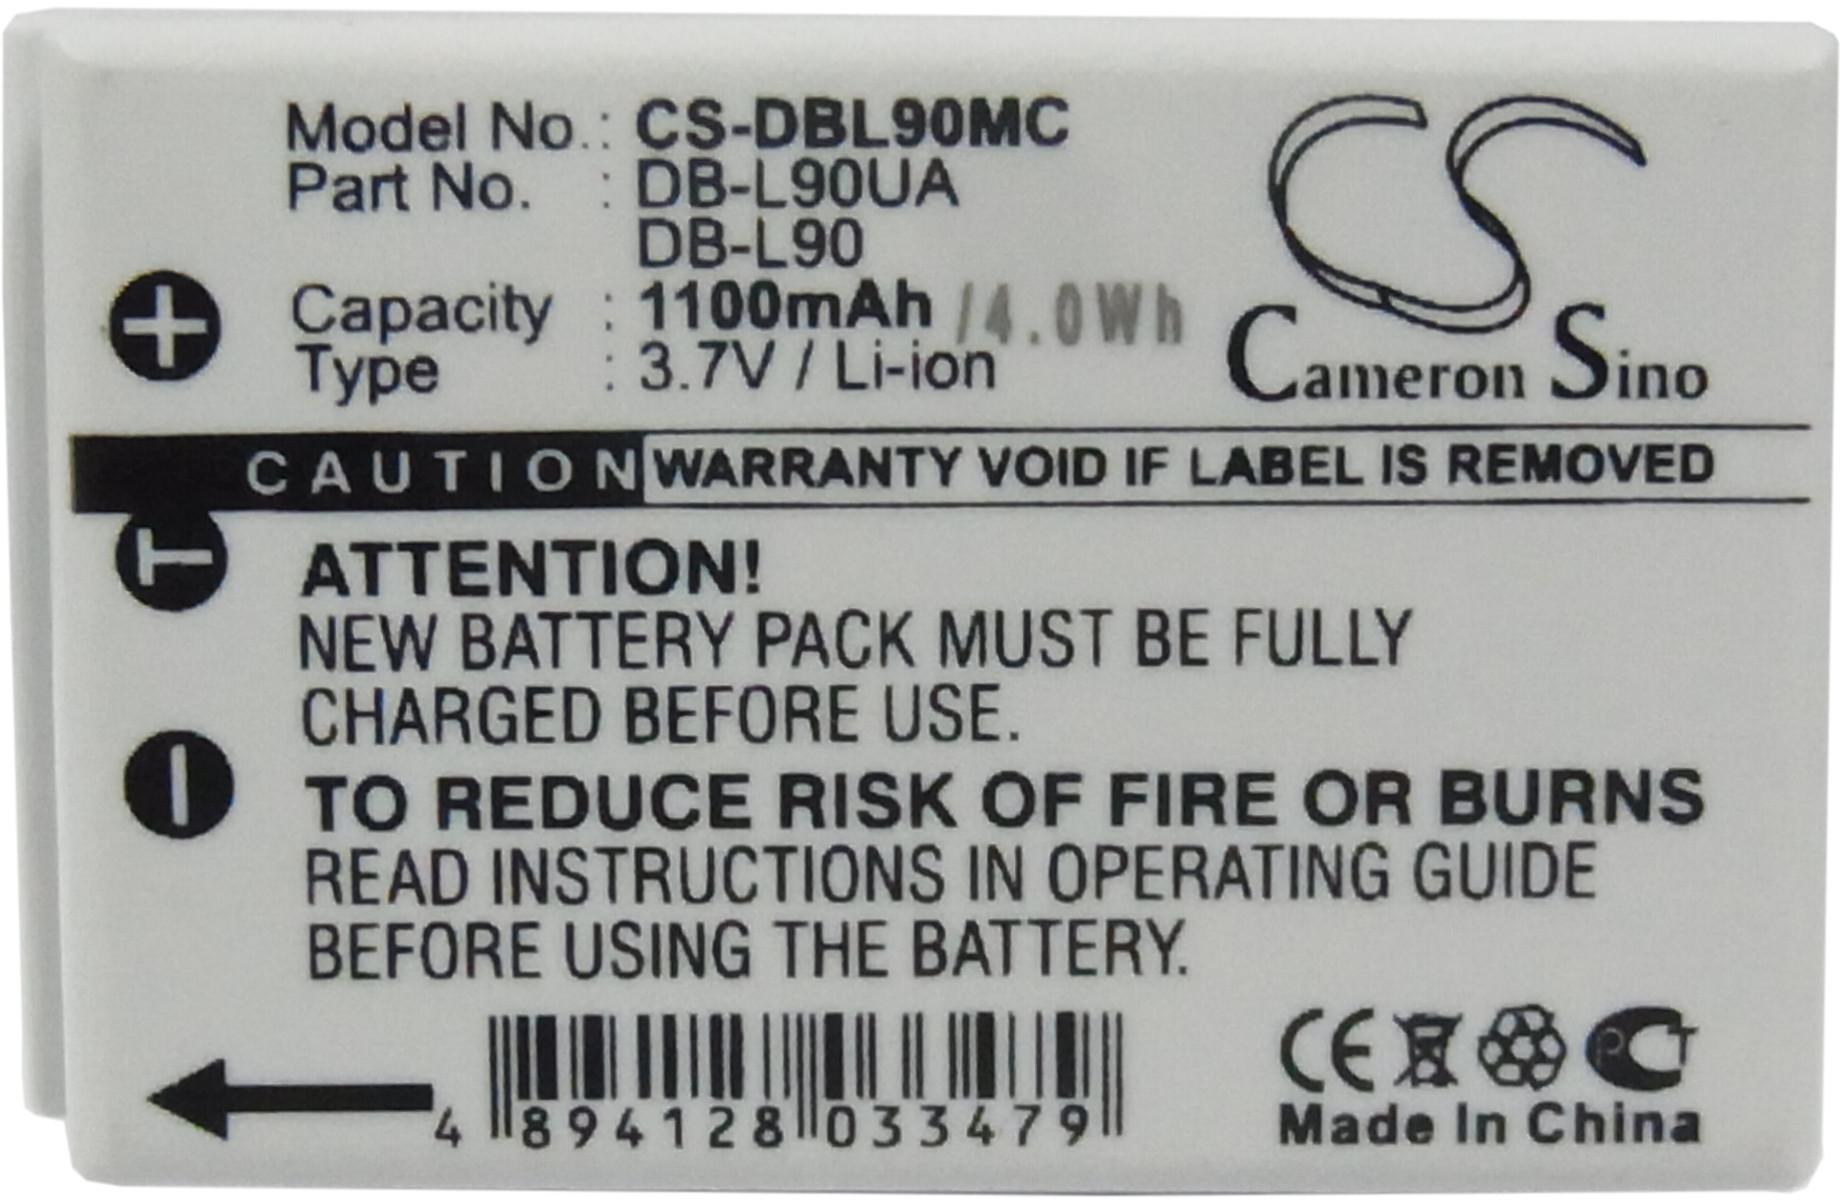 Model No.: CS-DBL90MC
Part No. : DB-L90UA
DB-L90
Capacity : 1100mAh /4.0Wh
Type : 3.7V / Li-ion
CS
Cameron Sino
+
CAUTION WARRANTY VOID IF LABEL IS REMOVED
T
ATTENTION!
NEW BATTERY PACK MUST BE FULLY
CHARGED BEFORE USE.
−
TO REDUCE RISK OF FIRE OR BURNS
READ INSTRUCTIONS IN OPERATING GUIDE
BEFORE USING THE BATTERY.
4 894128 033479
CE PCT
Made In China